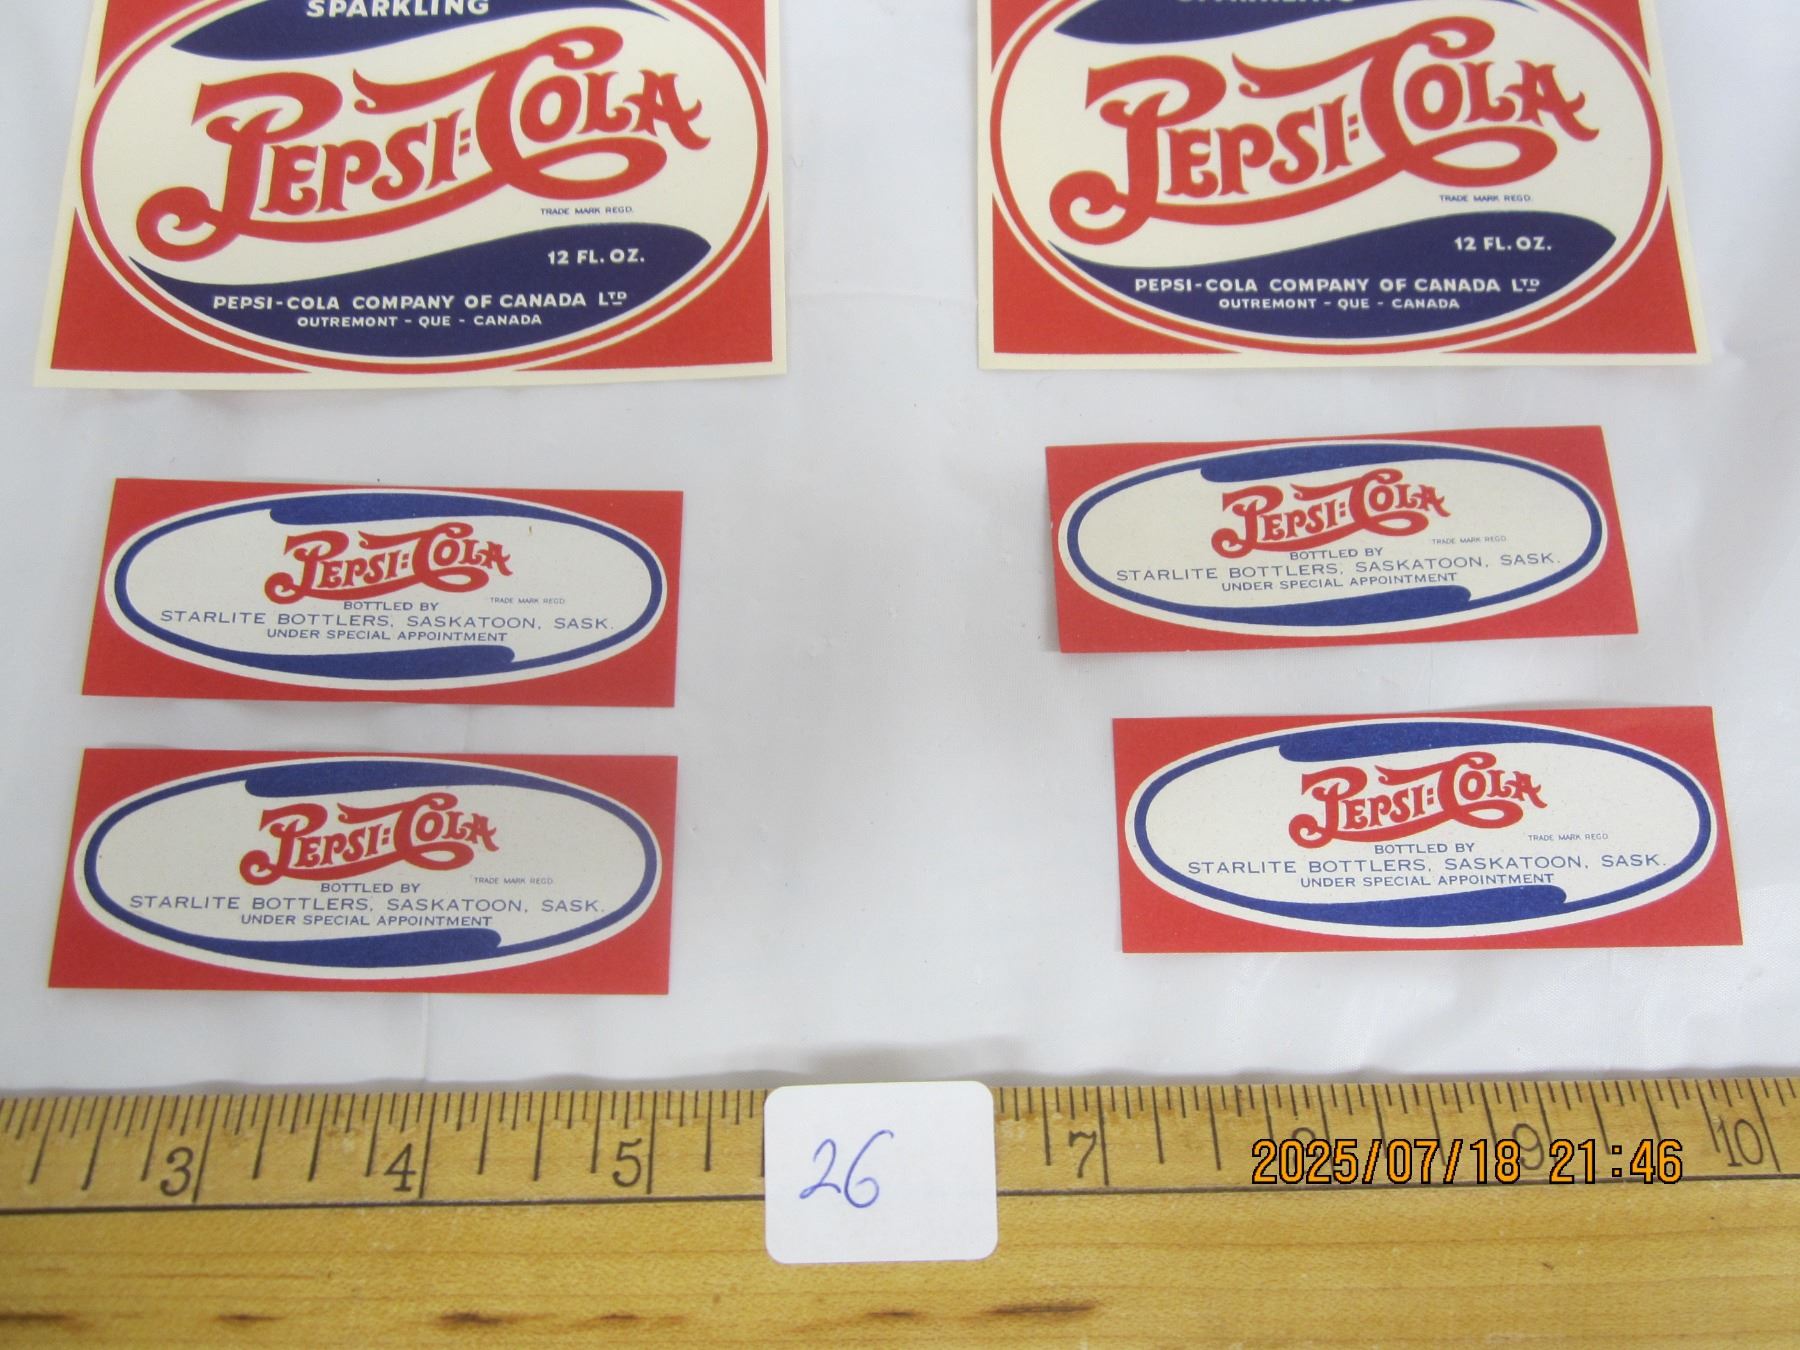 SPARKLING
PEPSI:COLA
TRADE MARK REGD.
12 FL. OZ.
PEPSI-COLA COMPANY OF CANADA LTD
OUTREMONT - QUE - CANADA
PEPSI:COLA
TRADE MARK REGD.
12 FL. OZ.
PEPSI-COLA COMPANY OF CANADA LTD
OUTREMONT - QUE - CANADA
PEPSI:COLA
TRADE MARK REGD.
BOTTLED BY
STARLITE BOTTLERS, SASKATOON, SASK.
UNDER SPECIAL APPOINTMENT
PEPSI:COLA
TRADE MARK REGD.
BOTTLED BY
STARLITE BOTTLERS, SASKATOON, SASK.
UNDER SPECIAL APPOINTMENT
PEPSI:COLA
TRADE MARK REGD.
BOTTLED BY
STARLITE BOTTLERS, SASKATOON, SASK.
UNDER SPECIAL APPOINTMENT
PEPSI:COLA
TRADE MARK REGD.
BOTTLED BY
STARLITE BOTTLERS, SASKATOON, SASK.
UNDER SPECIAL APPOINTMENT
3 4 5 7 8 9 10
26
2025/07/18 21:46